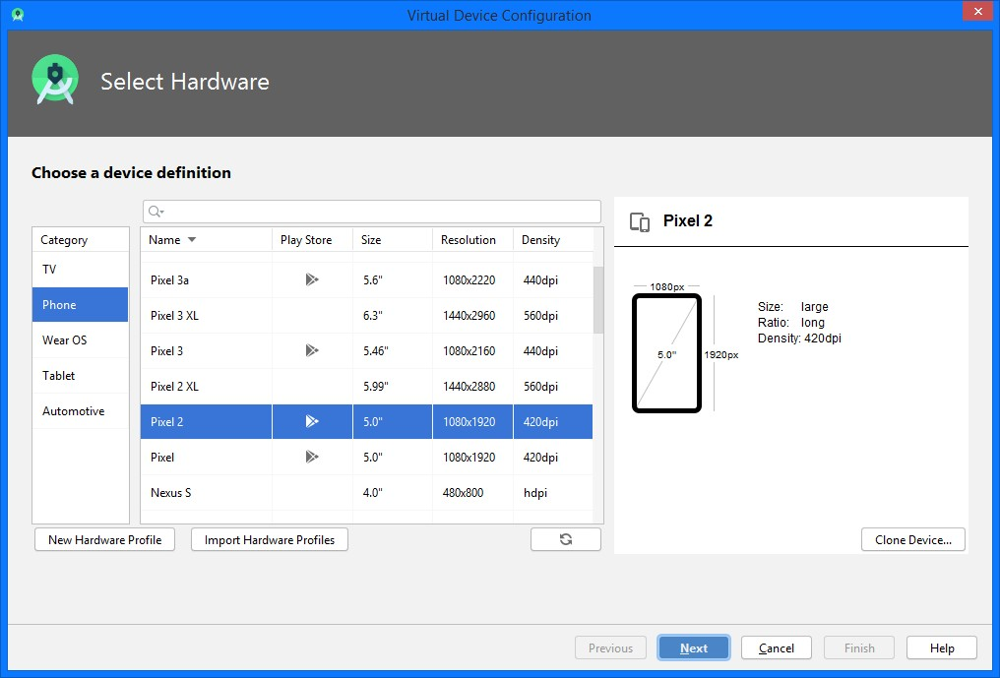 Virtual Device Configuration
Select Hardware
Choose a device definition
Category
TV
Phone
Wear OS
Tablet
Automotive
Name Play Store Size Resolution Density
Pixel 3a 5.6" 1080x2220 440dpi
Pixel 3 XL 6.3" 1440x2960 560dpi
Pixel 3 5.46" 1080x2160 440dpi
Pixel 2 XL 5.99" 1440x2880 560dpi
Pixel 2 5.0" 1080x1920 420dpi
Pixel 5.0" 1080x1920 420dpi
Nexus S 4.0" 480x800 hdpi
New Hardware Profile Import Hardware Profiles
Pixel 2
1080px
5.0"
1920px
Size: large
Ratio: long
Density: 420dpi
Clone Device...
Previous Next Cancel Finish Help